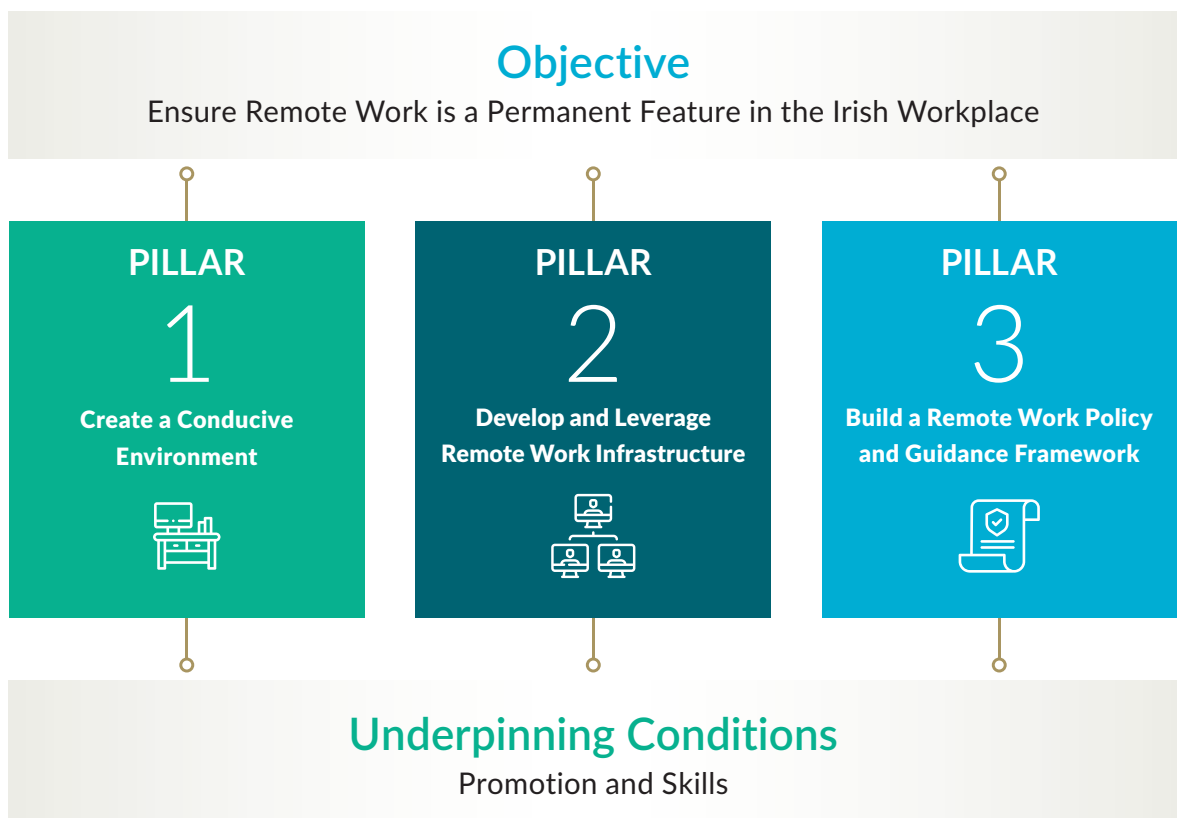 Objective
Ensure Remote Work is a Permanent Feature in the Irish Workplace
PILLAR
1
Create a Conducive
Environment
PILLAR
2
Develop and Leverage
Remote Work Infrastructure
PILLAR
3
Build a Remote Work Policy
and Guidance Framework
Underpinning Conditions
Promotion and Skills